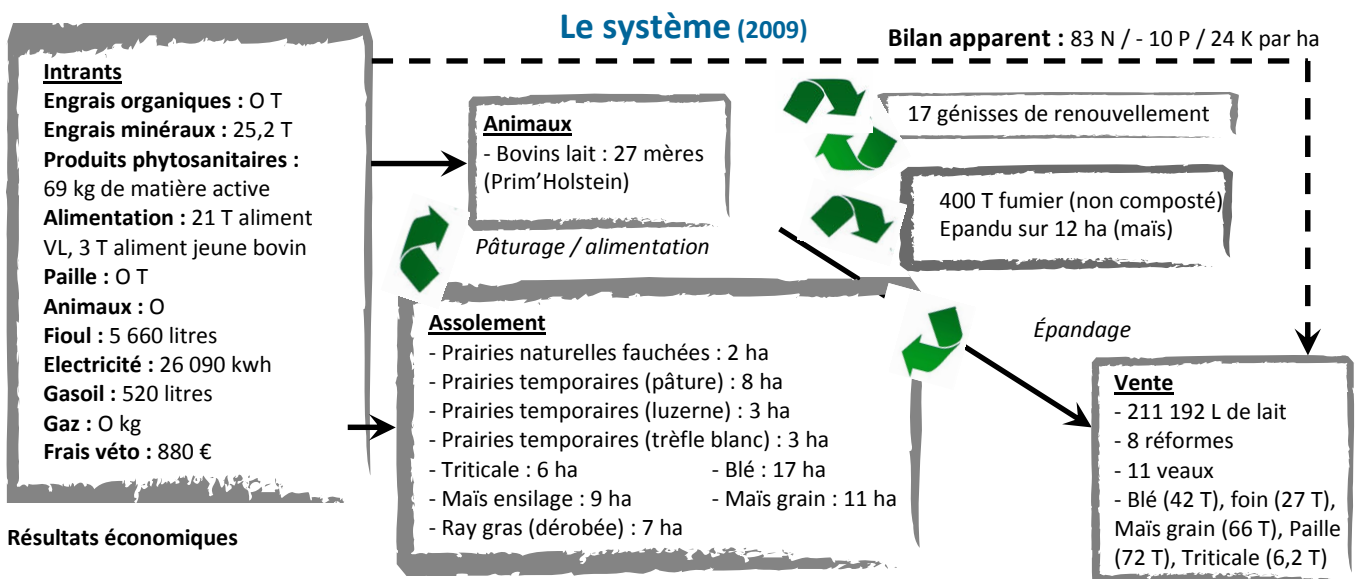 Le système (2009)
Bilan apparent : 83 N / - 10 P / 24 K par ha
Intrants
Engrais organiques : O T
Engrais minéraux : 25,2 T
Produits phytosanitaires :
69 kg de matière active
Alimentation : 21 T aliment
VL, 3 T aliment jeune bovin
Paille : O T
Animaux : O
Fioul : 5 660 litres
Electricité : 26 090 kwh
Gasoil : 520 litres
Gaz : O kg
Frais véto : 880 €
Animaux
- Bovins lait : 27 mères
(Prim’Holstein)
17 génisses de renouvellement
400 T fumier (non composté)
Epandu sur 12 ha (maïs)
Pâturage / alimentation
Assolement
- Prairies naturelles fauchées : 2 ha
- Prairies temporaires (pâture) : 8 ha
- Prairies temporaires (luzerne) : 3 ha
- Prairies temporaires (trèfle blanc) : 3 ha
- Triticale : 6 ha - Blé : 17 ha
- Maïs ensilage : 9 ha - Maïs grain : 11 ha
- Ray gras (dérobée) : 7 ha
Épandage
Vente
- 211 192 L de lait
- 8 réformes
- 11 veaux
- Blé (42 T), foin (27 T),
Maïs grain (66 T), Paille
(72 T), Triticale (6,2 T)
Résultats économiques